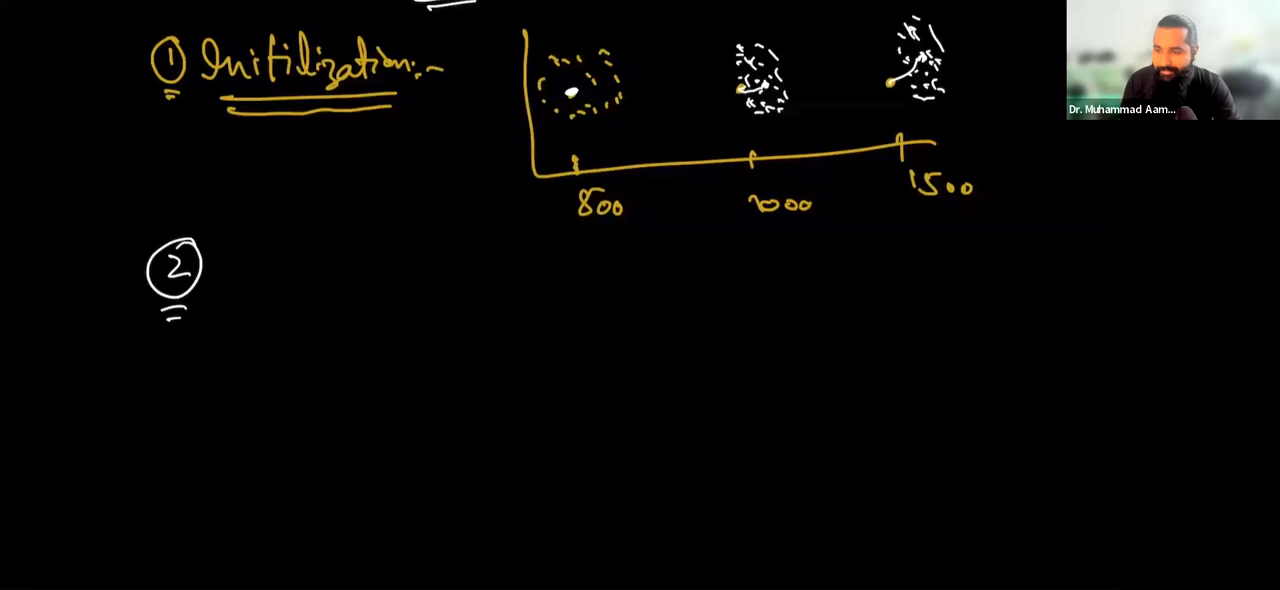 ① Initilization:-
800
1000
1500
②
Dr. Muhammad Aam...